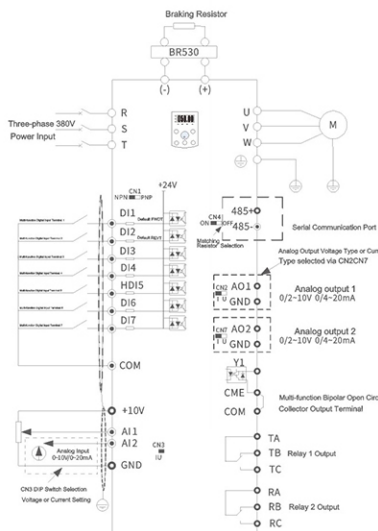 Braking Resistor
BR530
(-) (+)
Three-phase 380V
Power Input
R
S
T
U
V
W
M
CN1
NPN PNP
+24V
DI1
DI2
DI3
DI4
HDI5
DI6
DI7
COM
+10V
AI1
AI2
GND
Analog Input
0-10V/0-20mA
CN3
I U
CN3 DIP Switch Selection
Voltage or Current Setting
485+
485-
CN4
ON OFF
Matching
Resistor Selection
Serial Communication Port
Analog Output Voltage Type or Curr
Type selected via CN2CN7
CN2
I U
AO1
GND
Analog output 1
0/2~10V 0/4~20mA
CN7
I U
AO2
GND
Analog output 2
0/2~10V 0/4~20mA
Y1
CME
COM
Multi-function Bipolar Open Circ
Collector Output Terminal
TA
TB
TC
Relay 1 Output
RA
RB
RC
Relay 2 Output